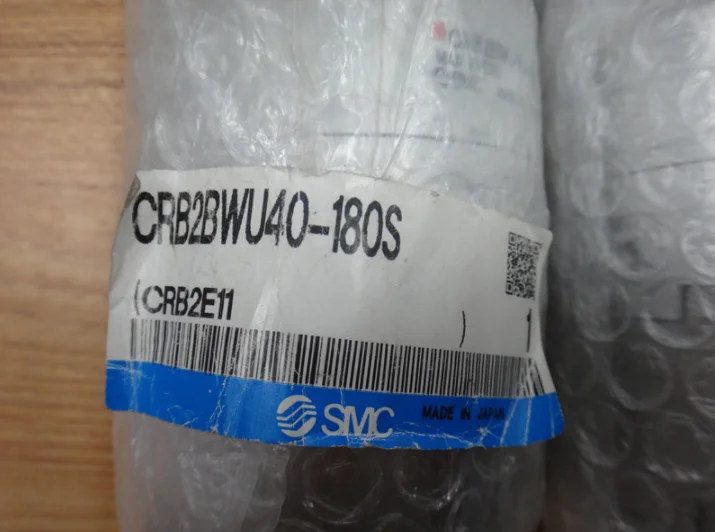 CRB2BWU40-180S
(CRB2E11 ) 1
SMC MADE IN JAPAN